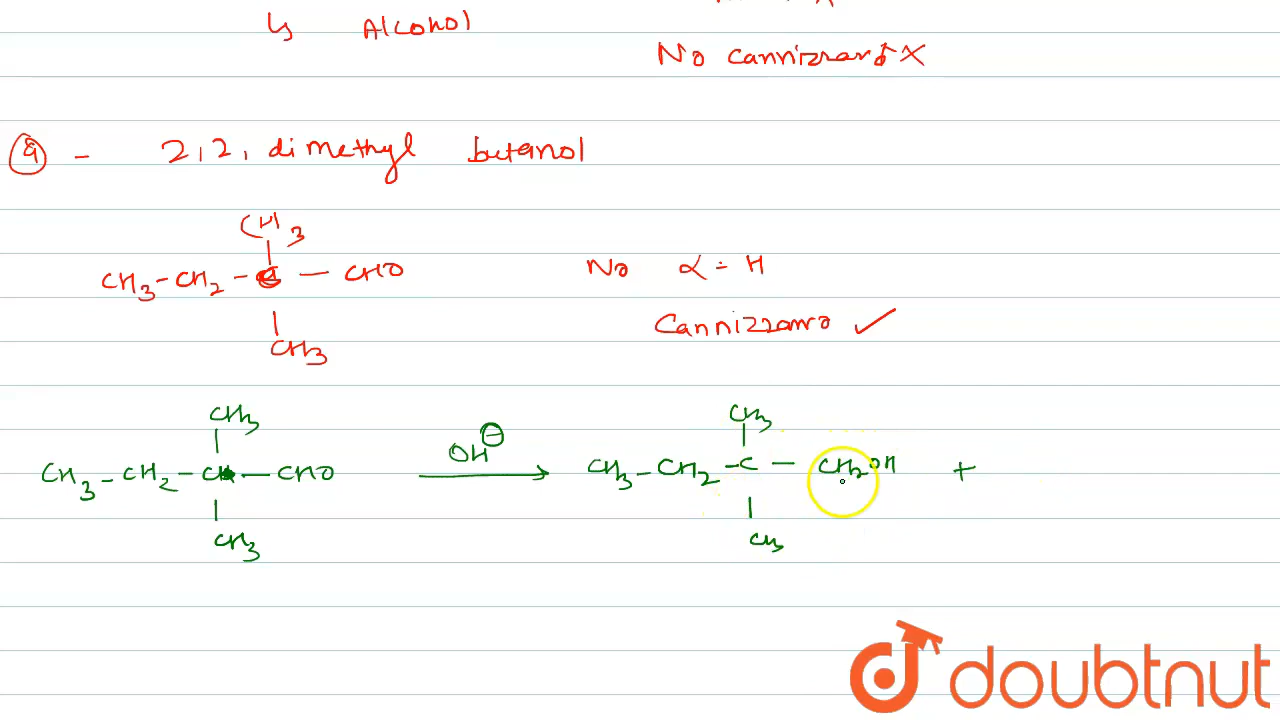 ↳ Alcohol
No cannizzaro X
9 - 2,2, dimethyl butanol
CH3
CH3-CH2-C-CHO No α-H
Cannizzaro ✓
CH3
CH3 CH3
OH⊖
CH3-CH2-C-CHO → CH3-CH2-C-CH2OH +
CH3 CH3
doubtnut